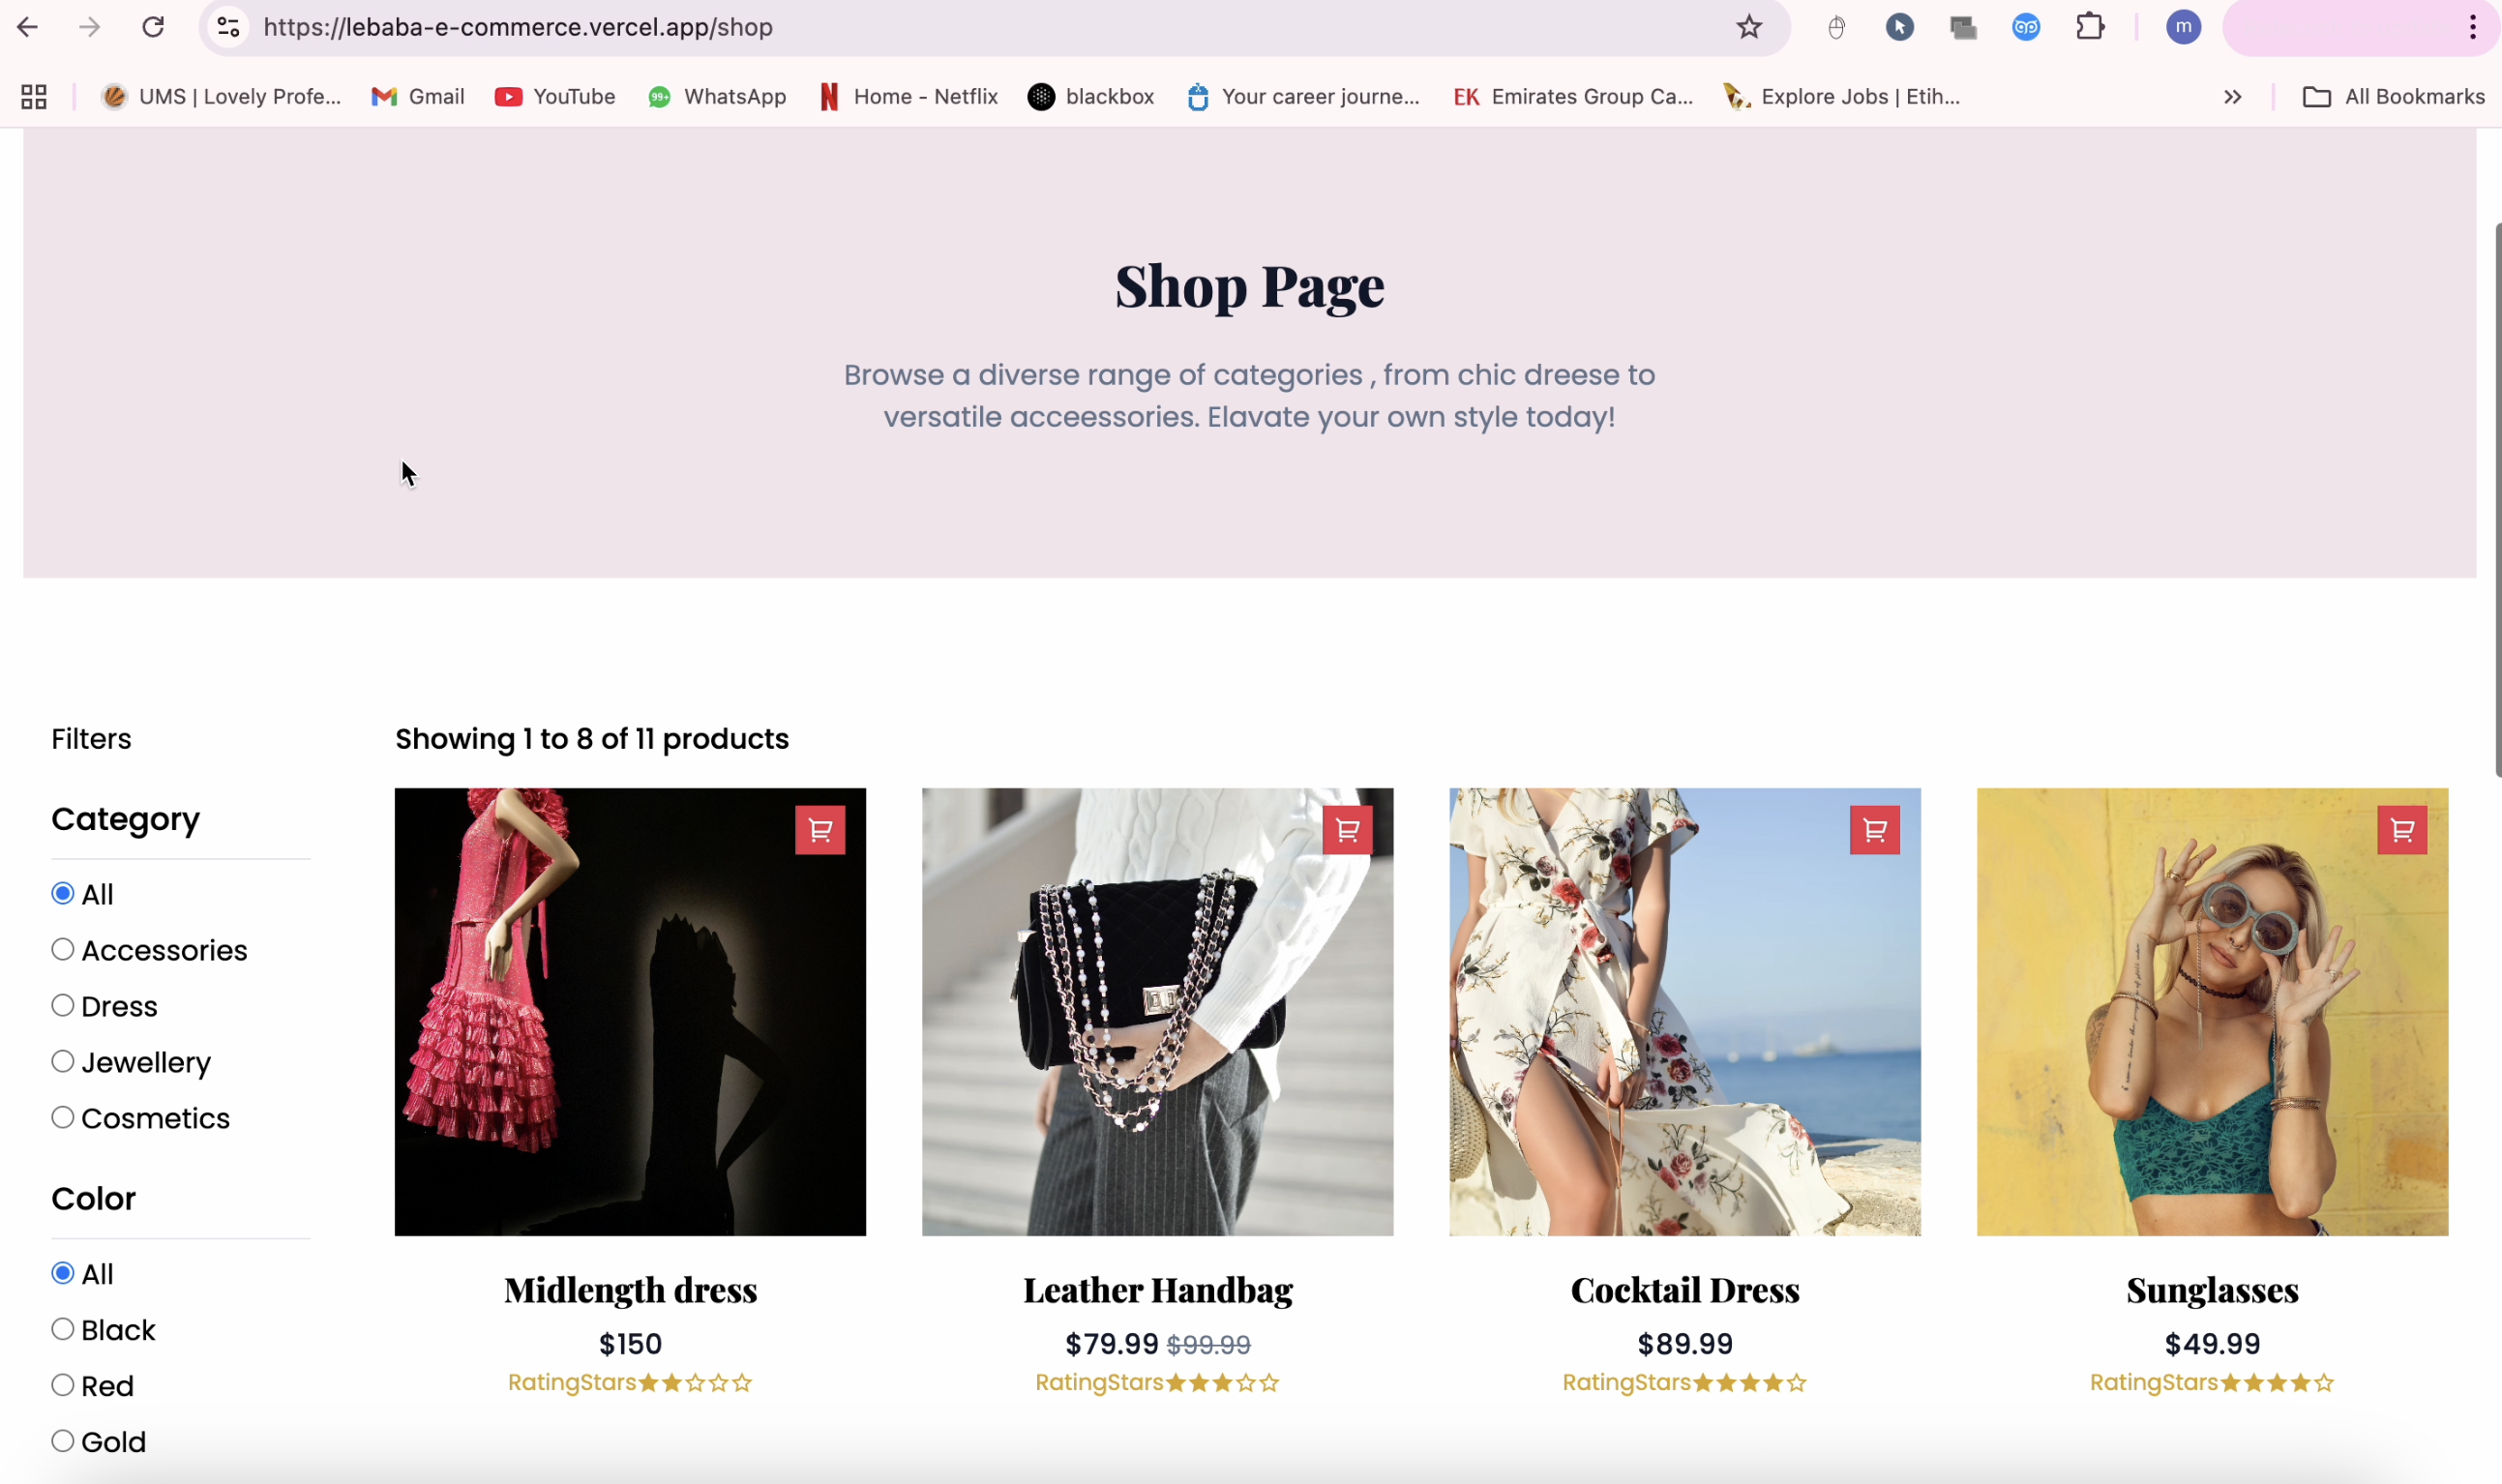 https://lebaba-e-commerce.vercel.app/shop
m
UMS | Lovely Profe...
Gmail
YouTube
99+
WhatsApp
N
Home - Netflix
blackbox
Your career journe...
EK
Emirates Group Ca...
Explore Jobs | Etih...
All Bookmarks
Shop Page
Browse a diverse range of categories , from chic dreese to
versatile acceessories. Elavate your own style today!
Filters
Showing 1 to 8 of 11 products
Category
All
Accessories
Dress
Jewellery
Cosmetics
Color
All
Black
Red
Gold
Midlength dress
$150
RatingStars
Leather Handbag
$79.99 $99.99
RatingStars
Cocktail Dress
$89.99
RatingStars
Sunglasses
$49.99
RatingStars